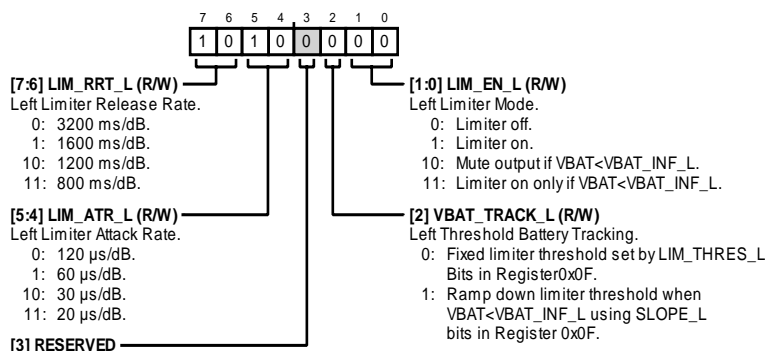 7 6 5 4 3 2 1 0
1 0 1 0 0 0 0 0
[7:6] LIM_RRT_L (R/W)
Left Limiter Release Rate.
0: 3200 ms/dB.
1: 1600 ms/dB.
10: 1200 ms/dB.
11: 800 ms/dB.
[5:4] LIM_ATR_L (R/W)
Left Limiter Attack Rate.
0: 120 µs/dB.
1: 60 µs/dB.
10: 30 µs/dB.
11: 20 µs/dB.
[3] RESERVED
[1:0] LIM_EN_L (R/W)
Left Limiter Mode.
0: Limiter off.
1: Limiter on.
10: Mute output if VBAT<VBAT_INF_L.
11: Limiter on only if VBAT<VBAT_INF_L.
[2] VBAT_TRACK_L (R/W)
Left Threshold Battery Tracking.
0: Fixed limiter threshold set by LIM_THRES_L
Bits in Register0x0F.
1: Ramp down limiter threshold when
VBAT<VBAT_INF_L using SLOPE_L
bits in Register 0x0F.